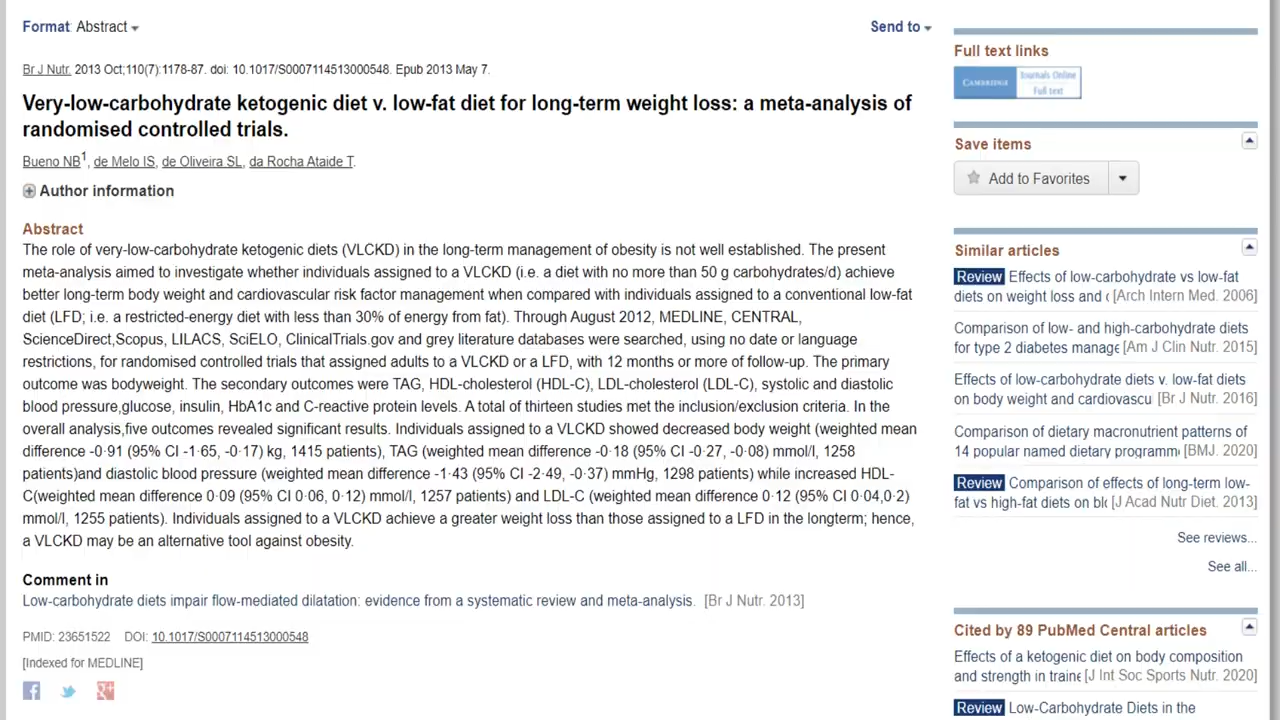 Format: Abstract
Send to
Br J Nutr. 2013 Oct;110(7):1178-87. doi: 10.1017/S0007114513000548. Epub 2013 May 7.
Very-low-carbohydrate ketogenic diet v. low-fat diet for long-term weight loss: a meta-analysis of
randomised controlled trials.
Bueno NB1, de Melo IS, de Oliveira SL, da Rocha Ataide T.
Author information
Abstract
The role of very-low-carbohydrate ketogenic diets (VLCKD) in the long-term management of obesity is not well established. The present
meta-analysis aimed to investigate whether individuals assigned to a VLCKD (i.e. a diet with no more than 50 g carbohydrates/d) achieve
better long-term body weight and cardiovascular risk factor management when compared with individuals assigned to a conventional low-fat
diet (LFD; i.e. a restricted-energy diet with less than 30% of energy from fat). Through August 2012, MEDLINE, CENTRAL,
ScienceDirect,Scopus, LILACS, SciELO, ClinicalTrials.gov and grey literature databases were searched, using no date or language
restrictions, for randomised controlled trials that assigned adults to a VLCKD or a LFD, with 12 months or more of follow-up. The primary
outcome was bodyweight. The secondary outcomes were TAG, HDL-cholesterol (HDL-C), LDL-cholesterol (LDL-C), systolic and diastolic
blood pressure,glucose, insulin, HbA1c and C-reactive protein levels. A total of thirteen studies met the inclusion/exclusion criteria. In the
overall analysis,five outcomes revealed significant results. Individuals assigned to a VLCKD showed decreased body weight (weighted mean
difference -0·91 (95% CI -1·65, -0·17) kg, 1415 patients), TAG (weighted mean difference -0·18 (95% CI -0·27, -0·08) mmol/l, 1258
patients)and diastolic blood pressure (weighted mean difference -1·43 (95% CI -2·49, -0·37) mmHg, 1298 patients) while increased HDL-
C(weighted mean difference 0·09 (95% CI 0·06, 0·12) mmol/l, 1257 patients) and LDL-C (weighted mean difference 0·12 (95% CI 0·04,0·2)
mmol/l, 1255 patients). Individuals assigned to a VLCKD achieve a greater weight loss than those assigned to a LFD in the longterm; hence,
a VLCKD may be an alternative tool against obesity.
Comment in
Low-carbohydrate diets impair flow-mediated dilatation: evidence from a systematic review and meta-analysis. [Br J Nutr. 2013]
PMID: 23651522 DOI: 10.1017/S0007114513000548
[Indexed for MEDLINE]
Full text links
CAMBRIDGE Journals Online
Full text
Save items
Add to Favorites
Similar articles
Review Effects of low-carbohydrate vs low-fat
diets on weight loss and c [Arch Intern Med. 2006]
Comparison of low- and high-carbohydrate diets
for type 2 diabetes manage [Am J Clin Nutr. 2015]
Effects of low-carbohydrate diets v. low-fat diets
on body weight and cardiovascu [Br J Nutr. 2016]
Comparison of dietary macronutrient patterns of
14 popular named dietary programm [BMJ. 2020]
Review Comparison of effects of long-term low-
fat vs high-fat diets on blo [J Acad Nutr Diet. 2013]
See reviews...
See all...
Cited by 89 PubMed Central articles
Effects of a ketogenic diet on body composition
and strength in traine [J Int Soc Sports Nutr. 2020]
Review Low-Carbohydrate Diets in the